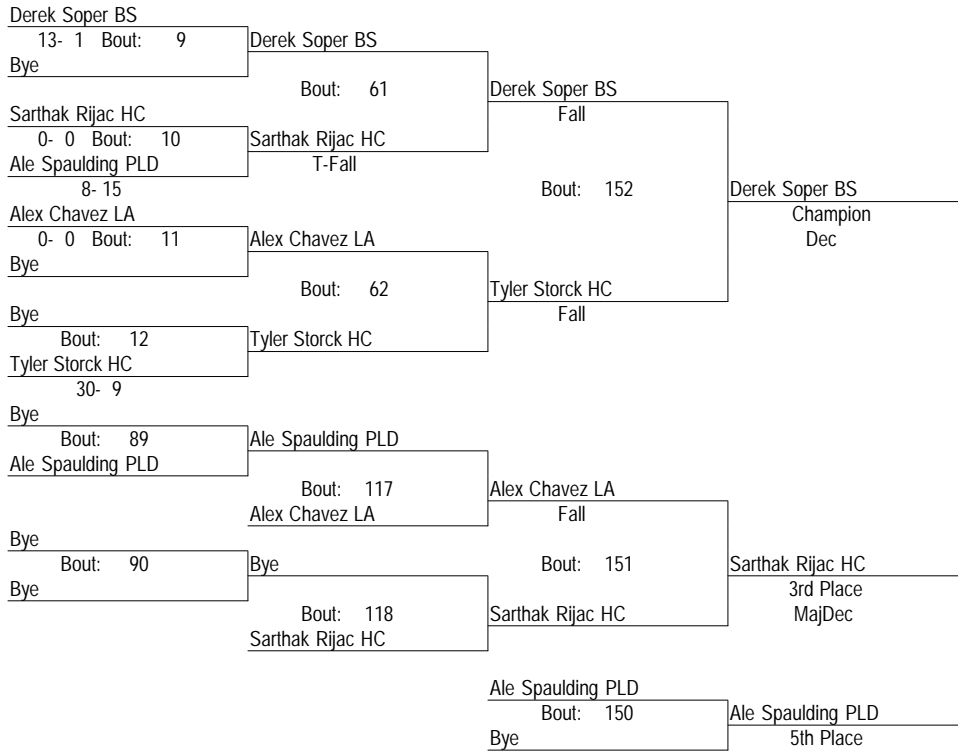 Derek Soper BS
13- 1 Bout: 9
Derek Soper BS
Bye
Bout: 61
Derek Soper BS
Fall
Sarthak Rijac HC
0- 0 Bout: 10
Sarthak Rijac HC
Ale Spaulding PLD
T-Fall
8- 15
Bout: 152
Derek Soper BS
Alex Chavez LA
Champion
0- 0 Bout: 11
Alex Chavez LA
Dec
Bye
Bout: 62
Tyler Storck HC
Fall
Bye
Bout: 12
Tyler Storck HC
Tyler Storck HC
30- 9
Bye
Bout: 89
Ale Spaulding PLD
Ale Spaulding PLD
Bout: 117
Alex Chavez LA
Alex Chavez LA
Fall
Bye
Bout: 90
Bye
Bout: 151
Sarthak Rijac HC
Bye
3rd Place
Bout: 118
Sarthak Rijac HC
MajDec
Sarthak Rijac HC
Ale Spaulding PLD
Bout: 150
Ale Spaulding PLD
Bye
5th Place